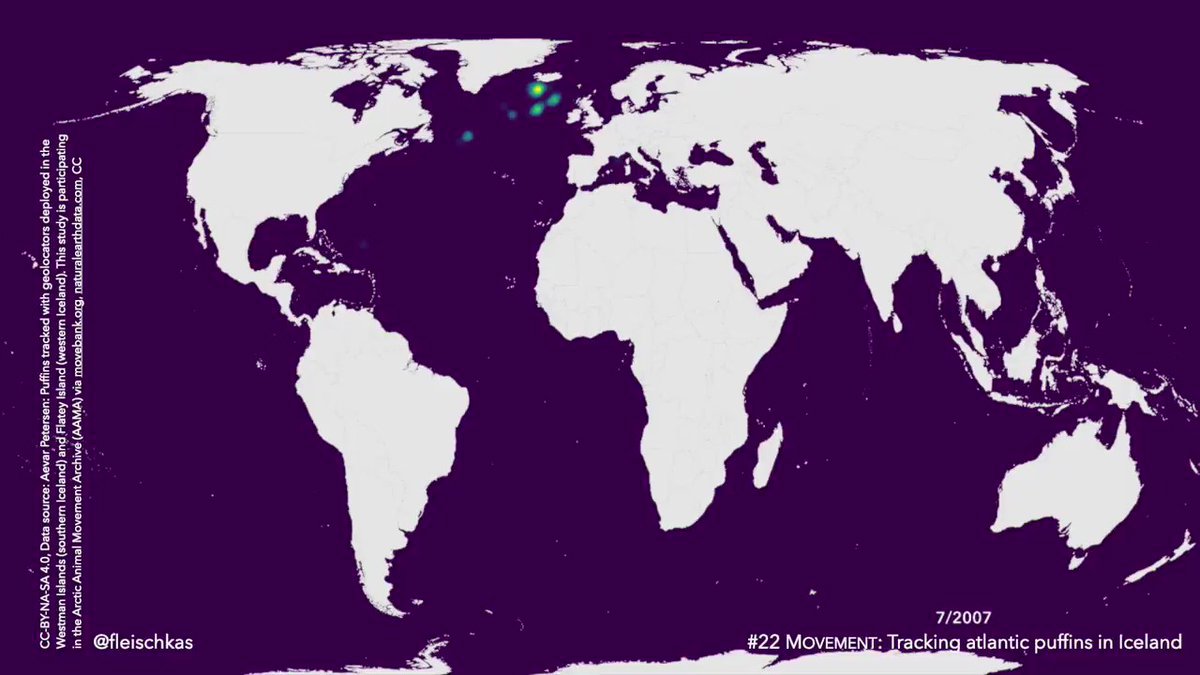 CC-BY-NA-SA 4.0, Data source: Aevar Petersen: Puffins tracked with geolocators deployed in the
Westman Islands (southern Iceland) and Flatey Island (western Iceland). This study is participating
in the Arctic Animal Movement Archive (AAMA) via movebank.org, naturalearthdata.com, CC
7/2007
@fleischkas
#22 MOVEMENT: Tracking atlantic puffins in Iceland